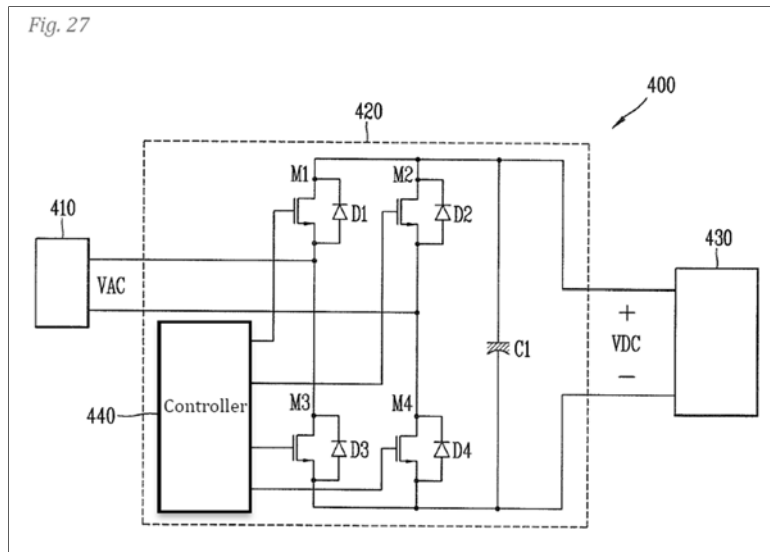 Fig. 27
400
420
M1
M2
D1
D2
410
430
VAC
+
VDC
−
C1
Controller
440
M3
M4
D3
D4